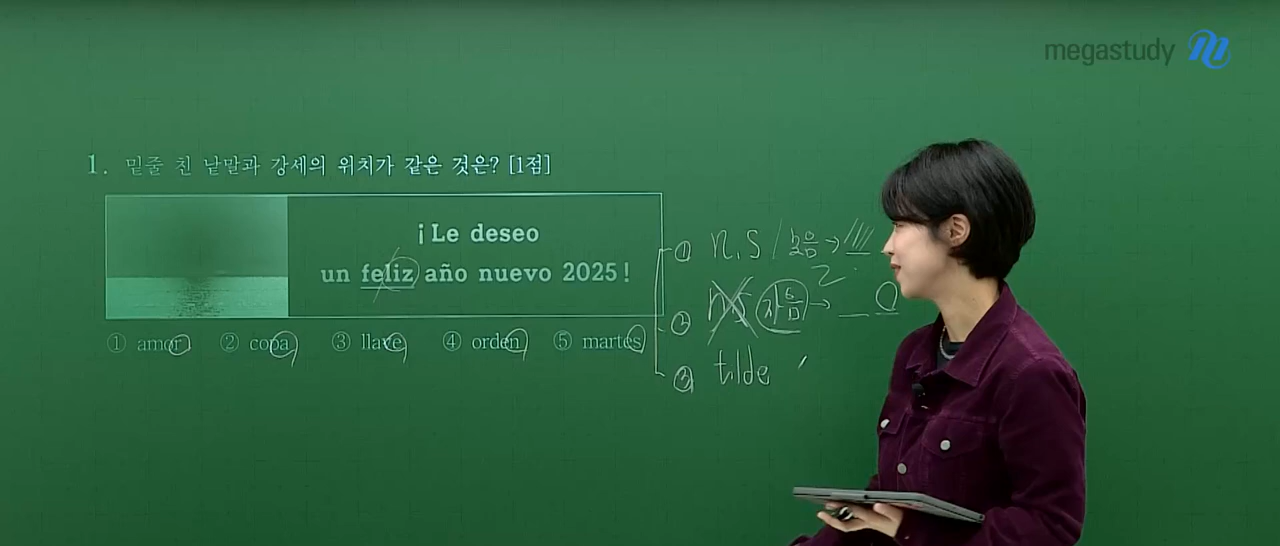 megastudy
1. 밑줄 친 낱말과 강세의 위치가 같은 것은? [1점]
¡Le deseo
un feliz año nuevo 2025!
① amor ② copa ③ llave ④ orden ⑤ martes
① n.s / 모음 →
② ns 자음 →
③ tilde